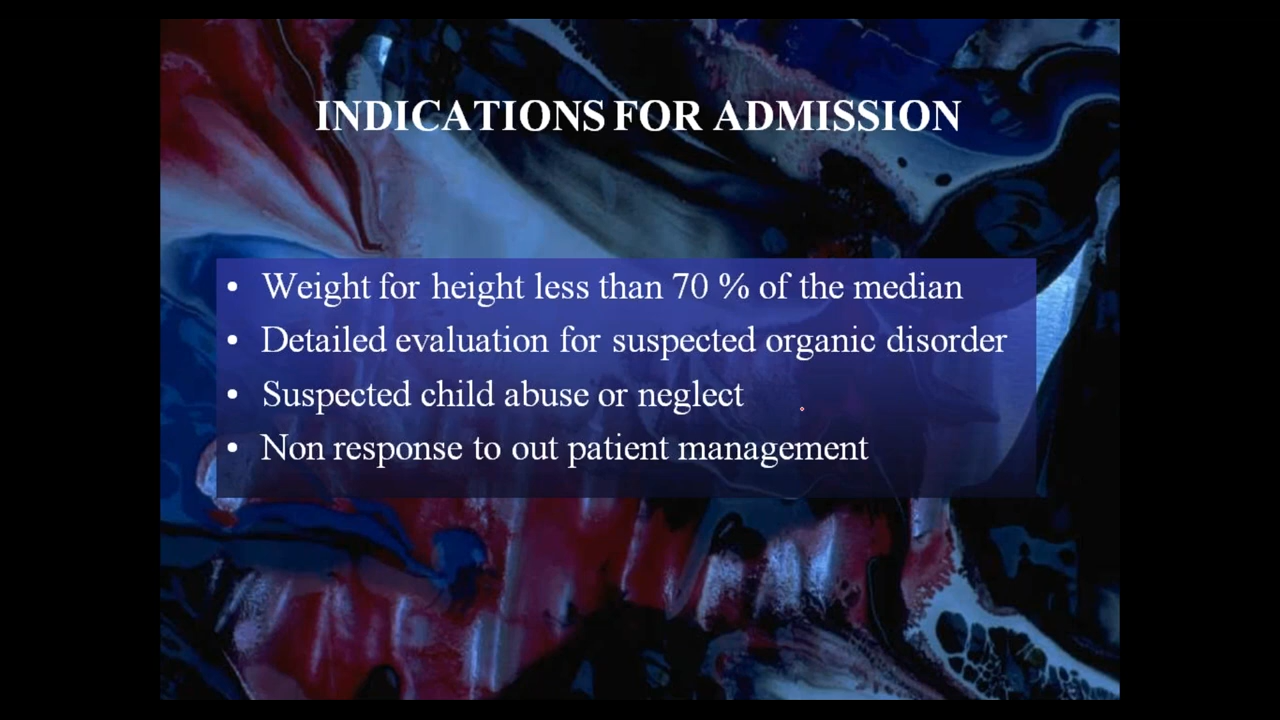 INDICATIONS FOR ADMISSION
• Weight for height less than 70 % of the median
• Detailed evaluation for suspected organic disorder
• Suspected child abuse or neglect
• Non response to out patient management